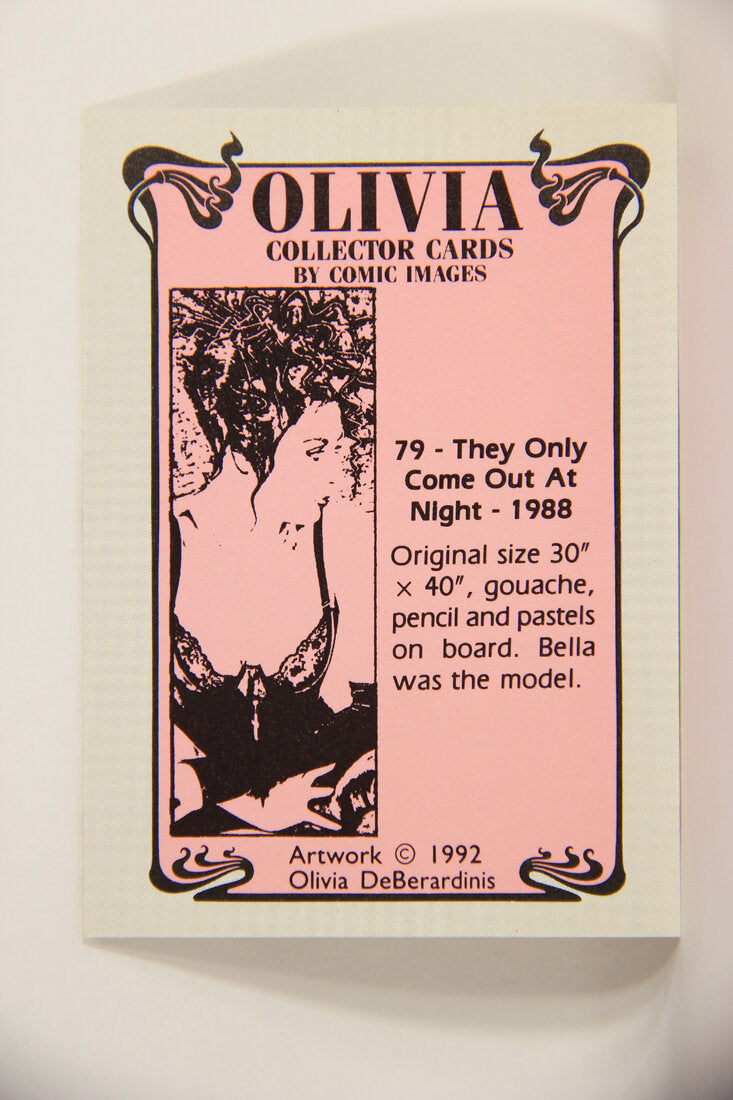 OLIVIA
COLLECTOR CARDS
BY COMIC IMAGES
79 - They Only
Come Out At
Night - 1988
Original size 30″
× 40″, gouache,
pencil and pastels
on board. Bella
was the model.
Artwork © 1992
Olivia DeBerardinis